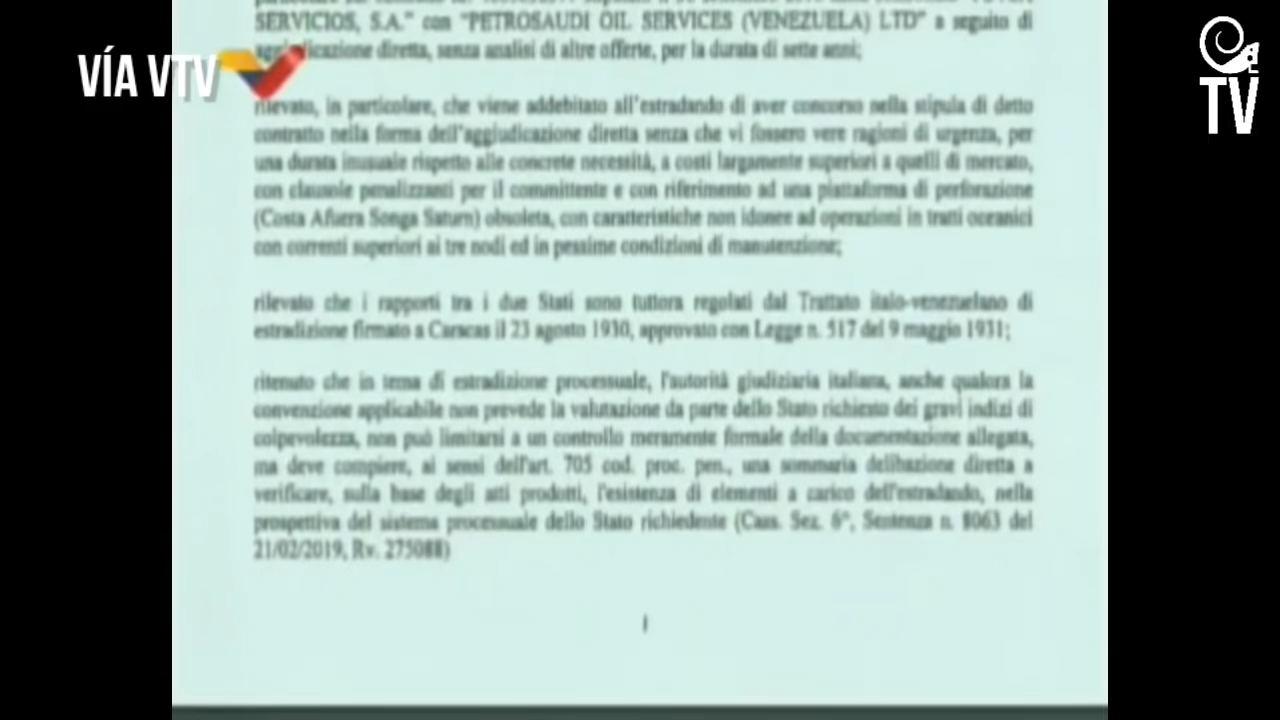 SERVICIOS, S.A." con "PETROSAUDI OIL SERVICES (VENEZUELA) LTD" a seguito di
aggiudicazione diretta, senza analisi di altre offerte, per la durata di sette anni;
VÍA VTV
TV
rilevato, in particolare, che viene addebitato all'estradando di aver concorso nella stipula di detto
contratto nella forma dell'aggiudicazione diretta senza che vi fossero vere ragioni di urgenza, per
una durata inusuale rispetto alle concrete necessità, a costi largamente superiori a quelli di mercato,
con clausole penalizzanti per il committente e con riferimento ad una piattaforma di perforazione
(Costa Afuera Songa Saturn) obsoleta, con caratteristiche non idonee ad operazioni in tratti oceanici
con correnti superiori ai tre nodi ed in pessime condizioni di manutenzione;
rilevato che i rapporti tra i due Stati sono tuttora regolati dal Trattato italo-venezuelano di
estradizione firmato a Caracas il 23 agosto 1930, approvato con Legge n. 517 del 9 maggio 1931;
ritenuto che in tema di estradizione processuale, l'autorità giudiziaria italiana, anche qualora la
convenzione applicabile non prevede la valutazione da parte dello Stato richiesto dei gravi indizi di
colpevolezza, non può limitarsi a un controllo meramente formale della documentazione allegata,
ma deve compiere, ai sensi dell'art. 705 cod. proc. pen., una sommaria delibazione diretta a
verificare, sulla base degli atti prodotti, l'esistenza di elementi a carico dell'estradando, nella
prospettiva del sistema processuale dello Stato richiedente (Cass. Sez. 6°, Sentenza n. 8063 del
21/02/2019, Rv. 275088)
1